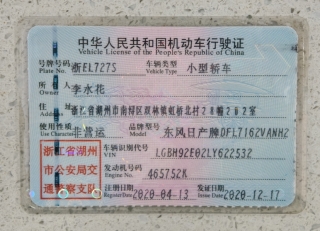 中华人民共和国机动车行驶证
Vehicle License of the People's Republic of China
号牌号码 浙EL727S 车辆类型 小型轿车
Plate No. Vehicle Type
所有人 李水花
Owner
住址 浙江省湖州市南浔区双林镇虹桥北村20幢202室
Address
使用性质 非营运 品牌型号 东风日产牌DFL7162VANH2
Use Character Model
浙江省湖州 车辆识别代号 LGBH92E02LY622532
VIN
市公安局交 发动机号码 465752K
Engine No.
通警察支队 注册日期 2020-04-13 发证日期 2020-12-17
Register Date Issue Date